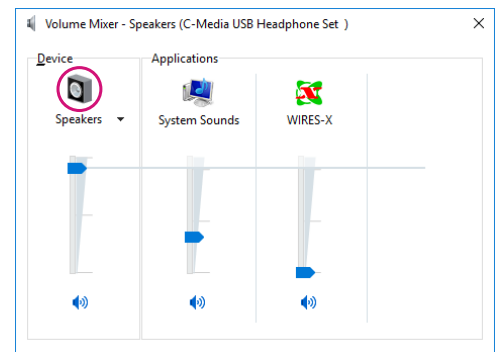 Volume Mixer - Speakers (C-Media USB Headphone Set )
Device
Applications
Speakers
System Sounds
WIRES-X